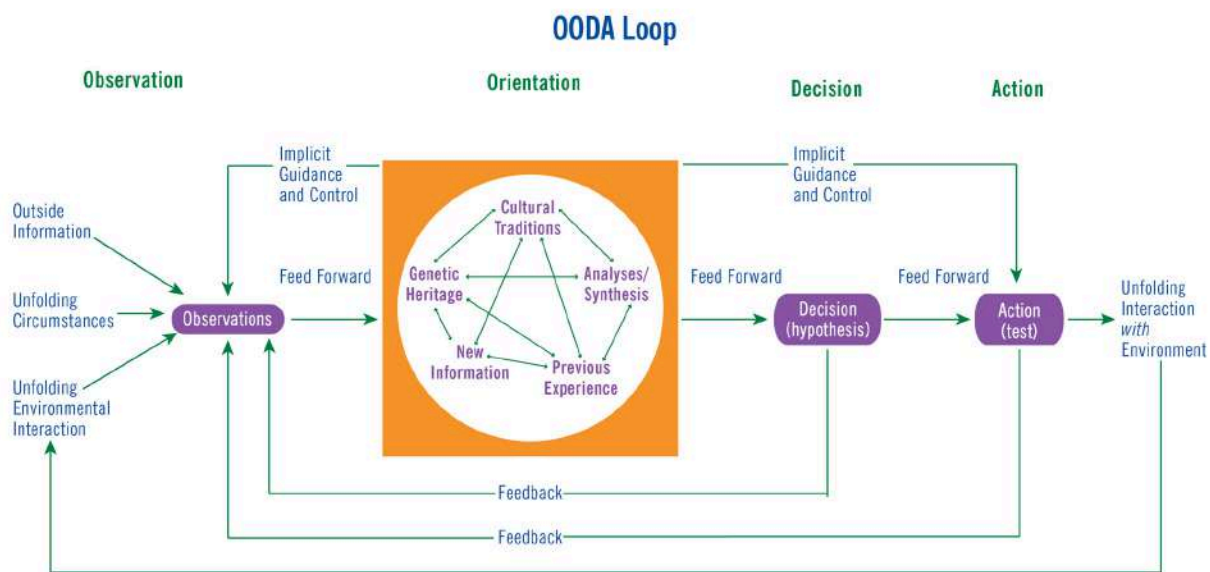 OODA Loop
Observation
Orientation
Decision
Action
Implicit
Guidance
and Control
Implicit
Guidance
and Control
Outside
Information
Cultural
Traditions
Feed Forward
Genetic
Heritage
Analyses/
Synthesis
Feed Forward
Feed Forward
Unfolding
Circumstances
Observations
Decision
(hypothesis)
Action
(test)
Unfolding
Interaction
with
Environment
New
Information
Previous
Experience
Unfolding
Environmental
Interaction
Feedback
Feedback